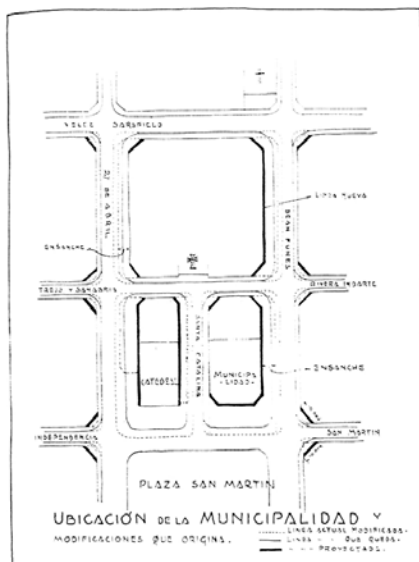 VELEZ SARSFIELD
27 DE ABRIL
LINEA NUEVA
DEAN FUNES
ENSANCHE
TREJO Y SANABRIA
RIVERA INDARTE
SANTA CATALINA
ENSANCHE
CATEDRAL
MUNICIPA
LIDAD
INDEPENDENCIA
SAN MARTIN
PLAZA SAN MARTIN
UBICACIÓN DE LA MUNICIPALIDAD Y
MODIFICACIONES QUE ORIGINA.
LINEA ACTUAL MODIFICADA.
LINEA " " QUE QUEDA.
" " PROYECTADA.